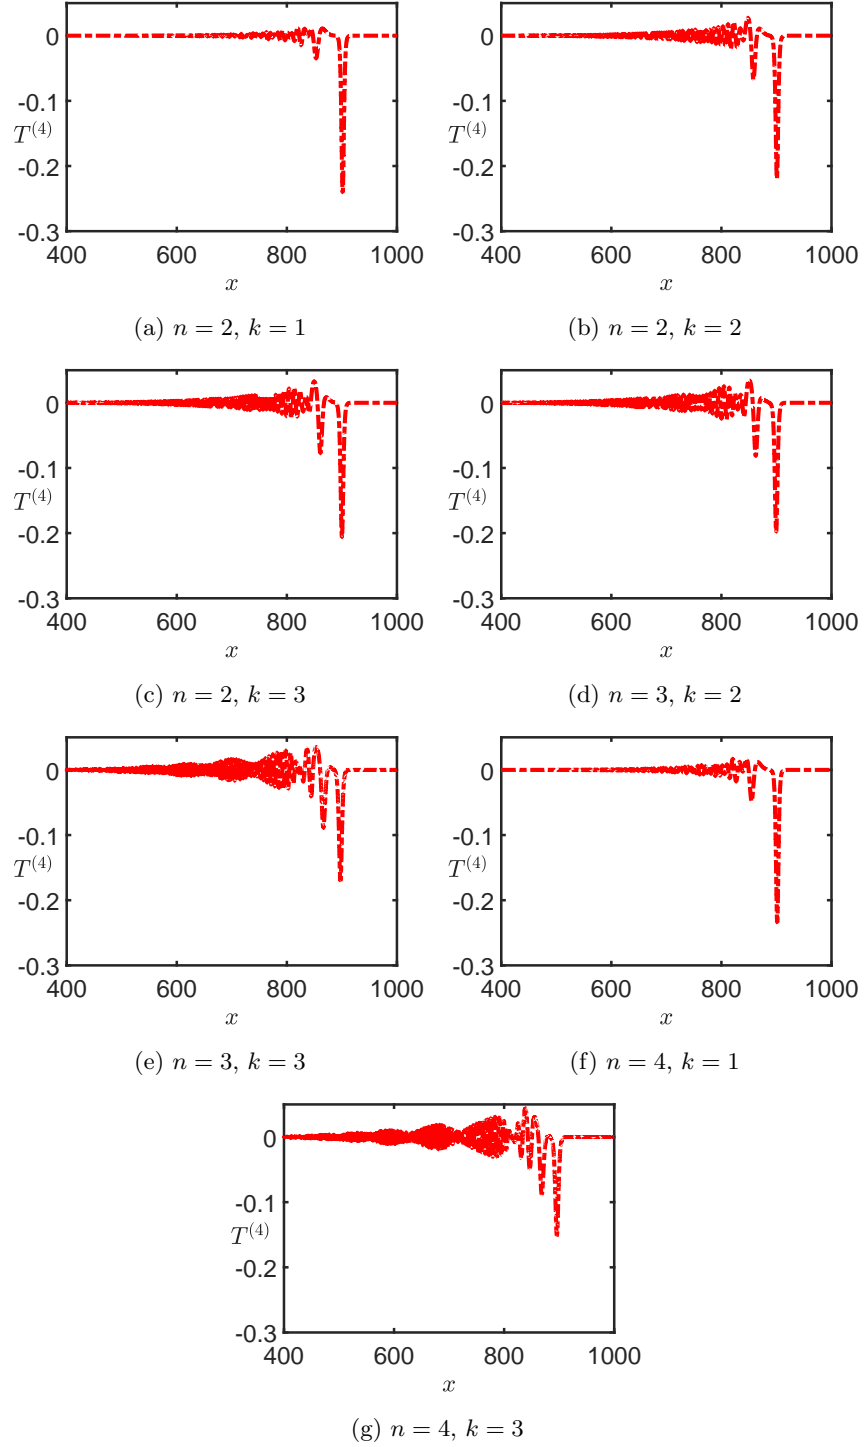 0
-0.1
T^{(4)}
-0.2
-0.3
400 600 800 1000
x
(a) n = 2, k = 1
0
-0.1
T^{(4)}
-0.2
-0.3
400 600 800 1000
x
(b) n = 2, k = 2
0
-0.1
T^{(4)}
-0.2
-0.3
400 600 800 1000
x
(c) n = 2, k = 3
0
-0.1
T^{(4)}
-0.2
-0.3
400 600 800 1000
x
(d) n = 3, k = 2
0
-0.1
T^{(4)}
-0.2
-0.3
400 600 800 1000
x
(e) n = 3, k = 3
0
-0.1
T^{(4)}
-0.2
-0.3
400 600 800 1000
x
(f) n = 4, k = 1
0
-0.1
T^{(4)}
-0.2
-0.3
400 600 800 1000
x
(g) n = 4, k = 3